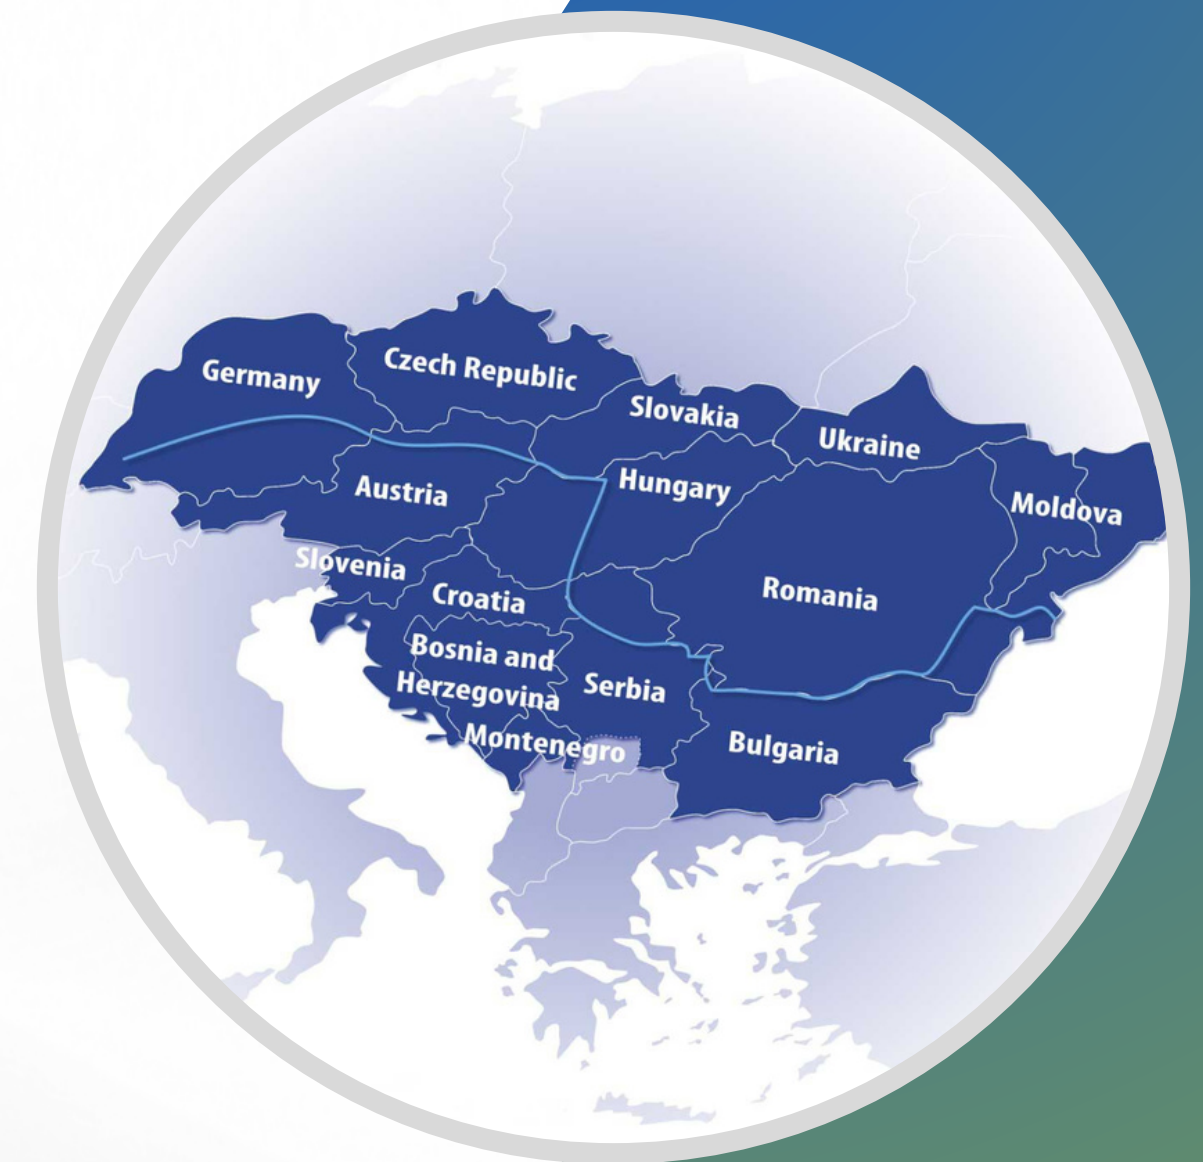 Germany
Czech Republic
Slovakia
Ukraine
Austria
Hungary
Moldova
Slovenia
Croatia
Romania
Bosnia and
Herzegovina
Serbia
Montenegro
Bulgaria